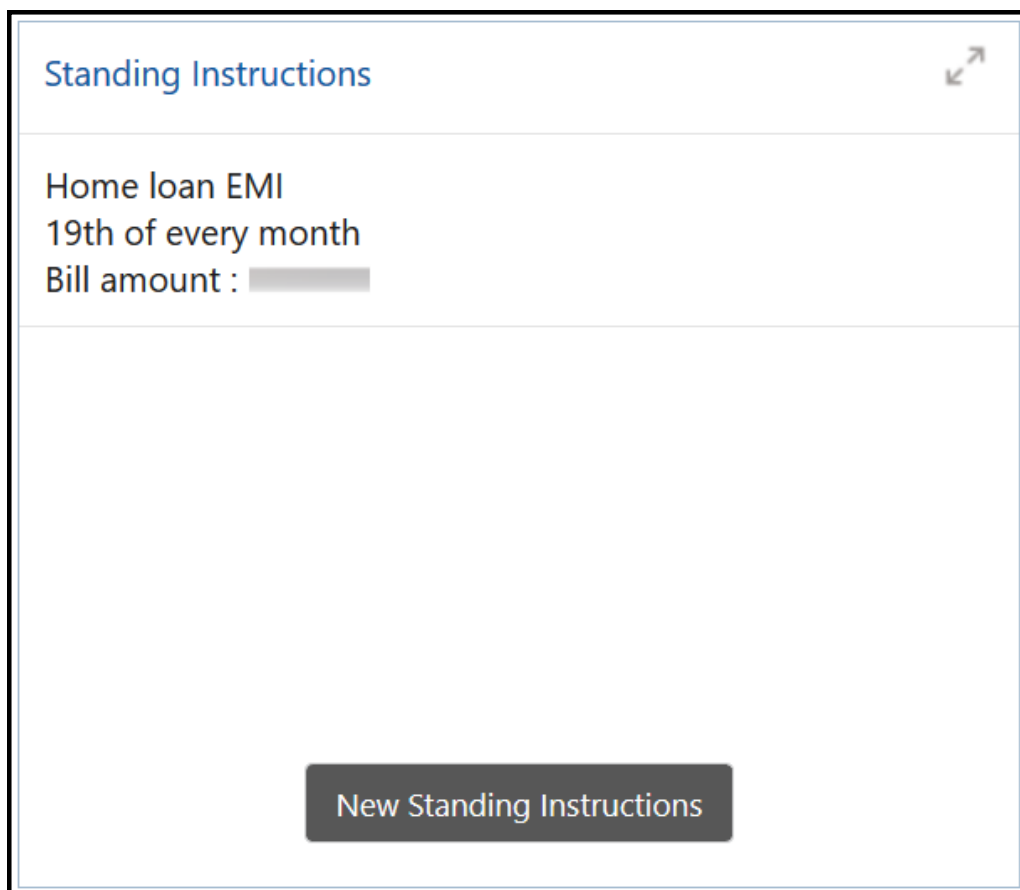 Standing Instructions
Home loan EMI
19th of every month
Bill amount :
New Standing Instructions